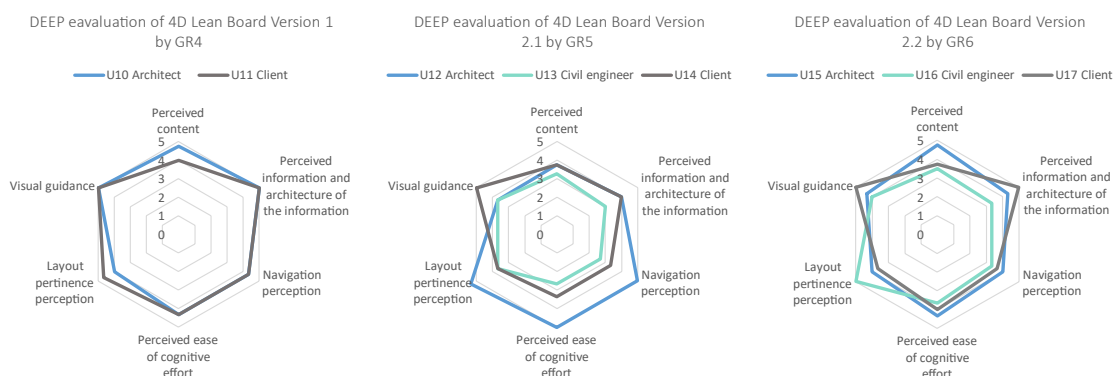 DEEP eavaluation of 4D Lean Board Version 1
by GR4
U10 Architect
U11 Client
Perceived
content
5
4
3
2
1
0
Perceived
information and
architecture of
the information
Navigation
perception
Perceived ease
of cognitive
effort
Layout
pertinence
perception
Visual guidance
DEEP eavaluation of 4D Lean Board Version
2.1 by GR5
U12 Architect
U13 Civil engineer
U14 Client
Perceived
content
5
4
3
2
1
0
Perceived
information and
architecture of
the information
Navigation
perception
Perceived ease
of cognitive
effort
Layout
pertinence
perception
Visual guidance
DEEP eavaluation of 4D Lean Board Version
2.2 by GR6
U15 Architect
U16 Civil engineer
U17 Client
Perceived
content
5
4
3
2
1
0
Perceived
information and
architecture of
the information
Navigation
perception
Perceived ease
of cognitive
effort
Layout
pertinence
perception
Visual guidance